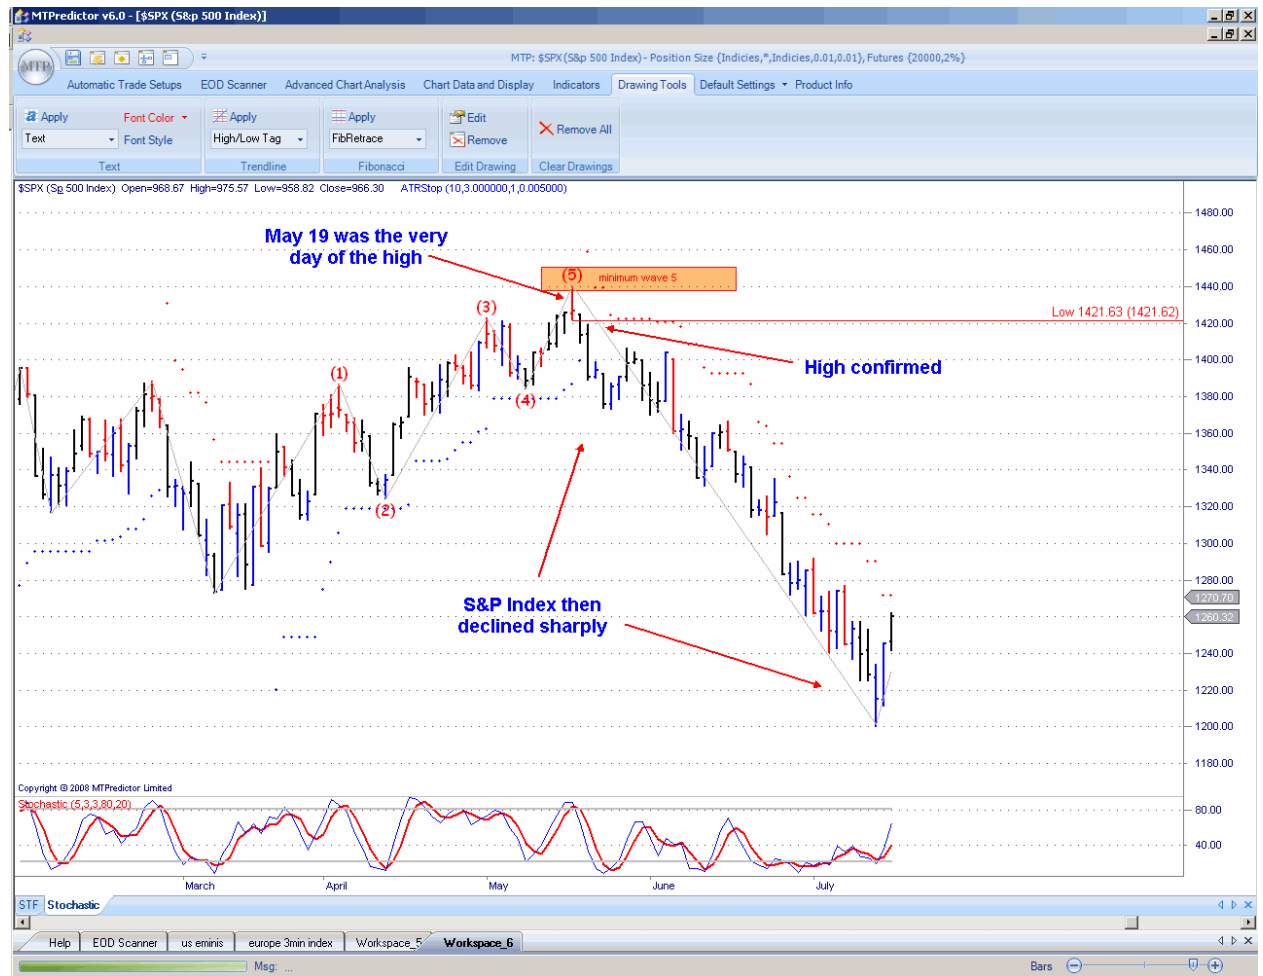 MTPredictor v6.0 - [$SPX (S&p 500 Index)]
MTP
MTP: $SPX(S&p 500 Index) - Position Size {Indicies,*,Indicies,0.01,0.01}, Futures {20000,2%}
Automatic Trade Setups EOD Scanner Advanced Chart Analysis Chart Data and Display Indicators Drawing Tools Default Settings Product Info
Apply Font Color Apply Apply Edit Remove All
Text Font Style High/Low Tag FibRetrace Remove
Text Trendline Fibonacci Edit Drawing Clear Drawings
$SPX (Sp 500 Index) Open=968.67 High=975.57 Low=958.82 Close=966.30 ATRStop (10,3.000000,1,0.005000)
1480.00
May 19 was the very
day of the high
1460.00
(5) minimum wave 5
1440.00
(3)
Low 1421.63 (1421.62)
1420.00
High confirmed
1400.00
(1)
(4)
1380.00
1360.00
1340.00
1320.00
(2)
1300.00
1280.00
1270.70
S&P Index then
declined sharply
1260.32
1240.00
1220.00
1200.00
1180.00
Copyright © 2008 MTPredictor Limited
Stochastic (5,3,3,80,20)
80.00
40.00
March April May June July
STF Stochastic
Help EOD Scanner us eminis europe 3min index Workspace_5 Workspace_6
Msg: ...
Bars